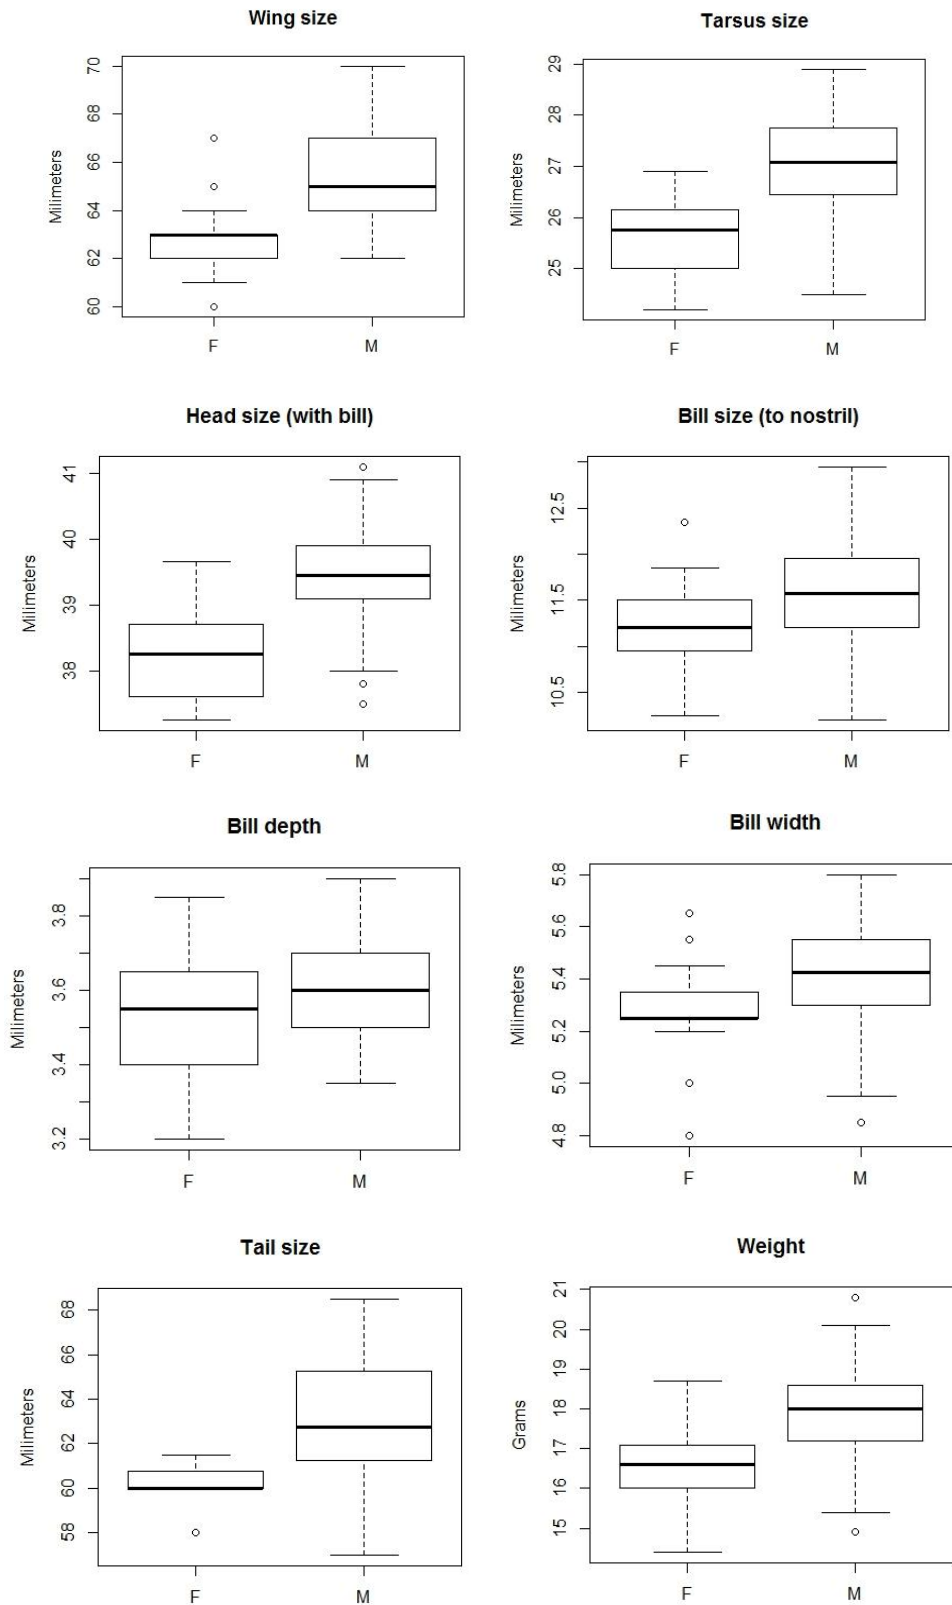 Wing size
Milimeters
70
68
66
64
62
60
F M
Tarsus size
Milimeters
29
28
27
26
25
F M
Head size (with bill)
Milimeters
41
40
39
38
F M
Bill size (to nostril)
Milimeters
12.5
11.5
10.5
F M
Bill depth
Milimeters
3.8
3.6
3.4
3.2
F M
Bill width
Milimeters
5.8
5.6
5.4
5.2
5.0
4.8
F M
Tail size
Milimeters
68
66
64
62
60
58
F M
Weight
Grams
21
20
19
18
17
16
15
F M